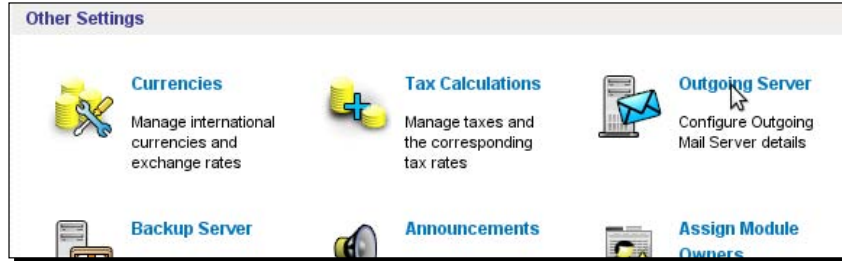 Other Settings
Currencies
Manage international
currencies and
exchange rates
Tax Calculations
Manage taxes and
the corresponding
tax rates
Outgoing Server
Configure Outgoing
Mail Server details
Backup Server
Announcements
Assign Module
Owners